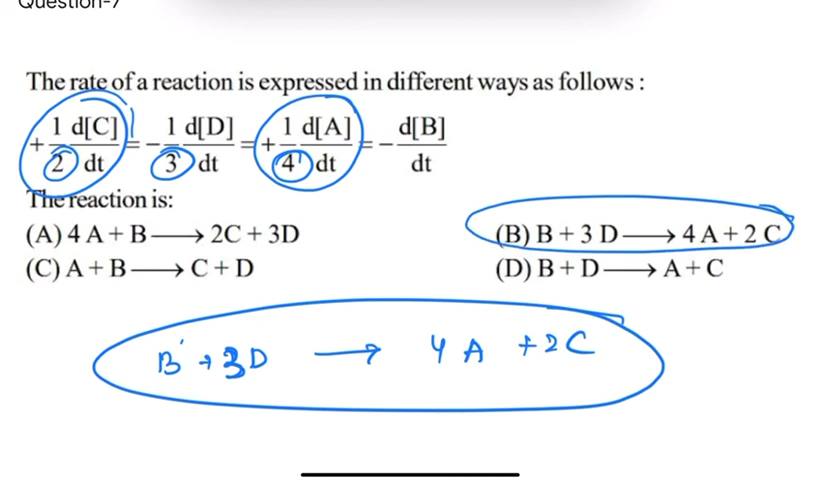 Question-7
The rate of a reaction is expressed in different ways as follows :
+ 1/2 d[C]/dt = - 1/3 d[D]/dt = + 1/4 d[A]/dt = - d[B]/dt
The reaction is:
(A) 4 A + B ⟶ 2C + 3D (B) B + 3 D ⟶ 4 A + 2 C
(C) A + B ⟶ C + D (D) B + D ⟶ A + C
B + 3D ⟶ 4 A + 2C